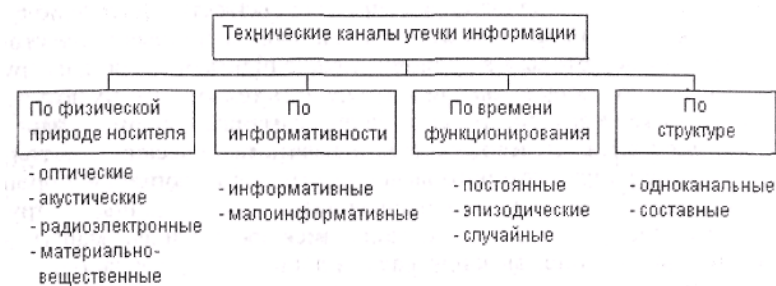 Технические каналы утечки информации
По физической
природе носителя
- оптические
- акустические
- радиоэлектронные
- материально-
вещественные
По
информативности
- информативные
- малоинформативные
По времени
функционирования
- постоянные
- эпизодические
- случайные
По
структуре
- одноканальные
- составные